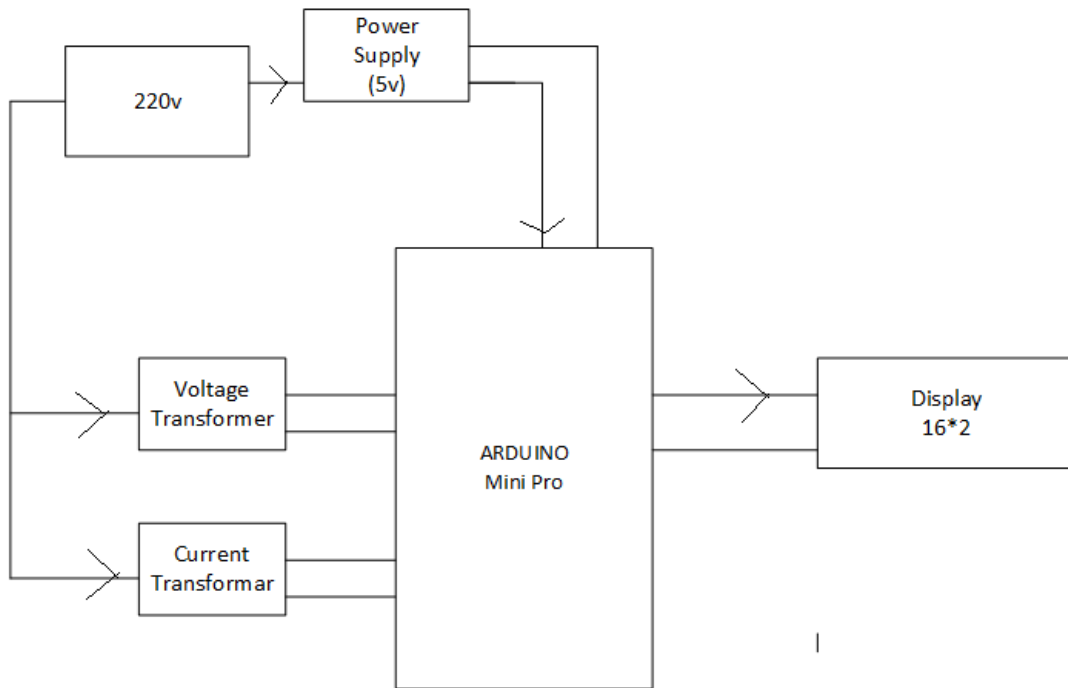 Power
Supply
(5v)
220v
Voltage
Transformer
ARDUINO
Mini Pro
Display
16*2
Current
Transformar